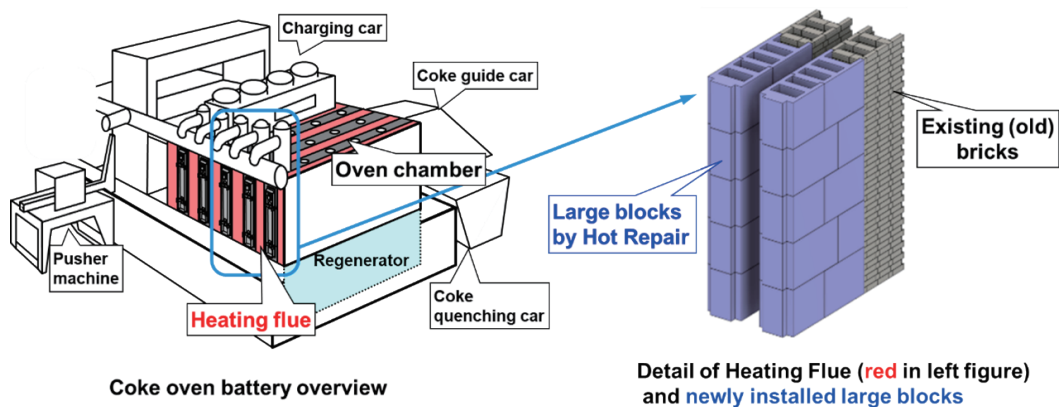 Charging car
Coke guide car
Oven chamber
Pusher
machine
Regenerator
Heating flue
Coke
quenching car
Coke oven battery overview
Existing (old)
bricks
Large blocks
by Hot Repair
Detail of Heating Flue (red in left figure)
and newly installed large blocks